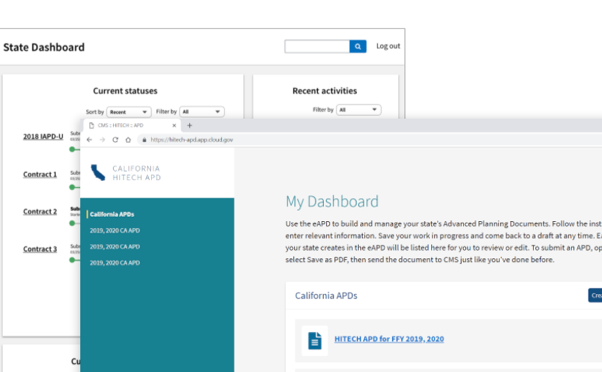 State Dashboard
Log out
Current statuses
Recent activities
Sort by Recent Filter by All
Filter by All
2018 IAPD-U
Contract 1
Contract 2
Contract 3
CMS | HITECH | APD
https://hitech-apd.app.cloud.gov
CALIFORNIA
HITECH APD
California APDs
2019, 2020 CA APD
2019, 2020 CA APD
2019, 2020 CA APD
My Dashboard
Use the eAPD to build and manage your state's Advanced Planning Documents. Follow the inst
enter relevant information. Save your work in progress and come back to a draft at any time. Ea
your state creates in the eAPD will be listed here for you to review or edit. To submit an APD, op
select Save as PDF, then send the document to CMS just like you've done before.
California APDs
Crea
HITECH APD for FFY 2019, 2020
Cu